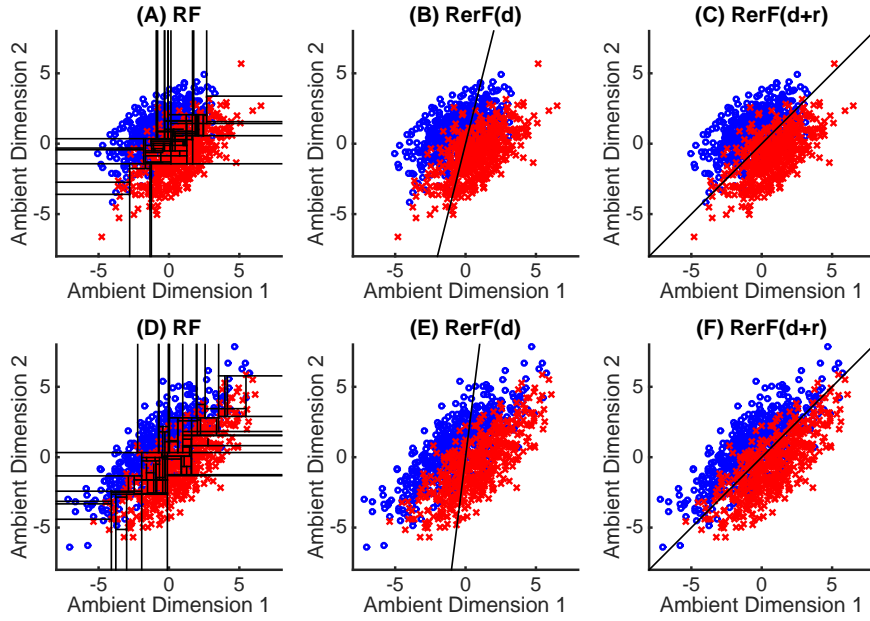 (A) RF
(B) RerF(d)
(C) RerF(d+r)
Ambient Dimension 2
5
0
-5
-5 0 5
Ambient Dimension 1
Ambient Dimension 2
5
0
-5
-5 0 5
Ambient Dimension 1
Ambient Dimension 2
5
0
-5
-5 0 5
Ambient Dimension 1
(D) RF
(E) RerF(d)
(F) RerF(d+r)
Ambient Dimension 2
5
0
-5
-5 0 5
Ambient Dimension 1
Ambient Dimension 2
5
0
-5
-5 0 5
Ambient Dimension 1
Ambient Dimension 2
5
0
-5
-5 0 5
Ambient Dimension 1